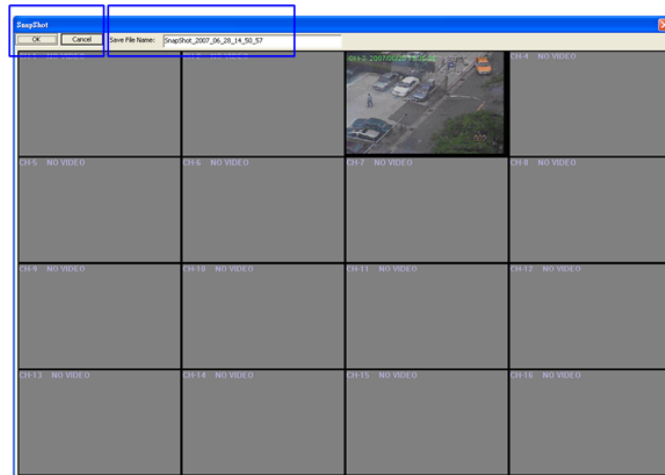 SnapShot
OK Cancel Save File Name: SnapShot_2007_06_28_14_50_57
CH-4 NO VIDEO
CH-5 NO VIDEO CH-6 NO VIDEO CH-7 NO VIDEO CH-8 NO VIDEO
CH-9 NO VIDEO CH-10 NO VIDEO CH-11 NO VIDEO CH-12 NO VIDEO
CH-13 NO VIDEO CH-14 NO VIDEO CH-15 NO VIDEO CH-16 NO VIDEO